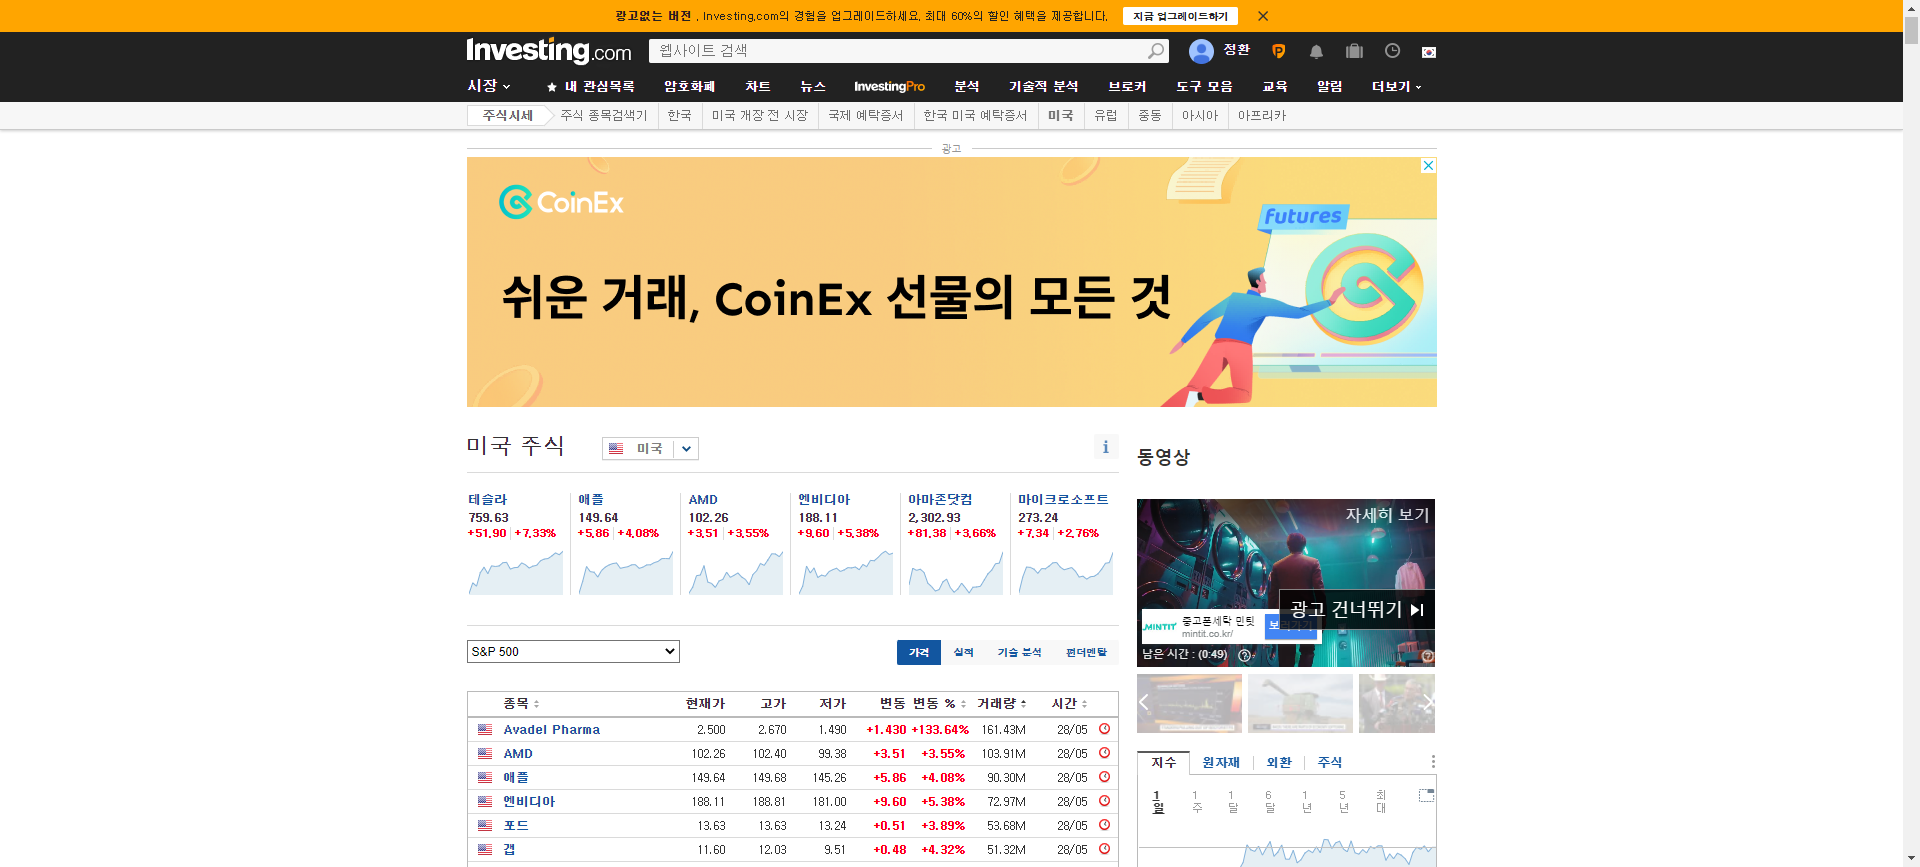 광고없는 버전 . Investing.com의 경험을 업그레이드하세요. 최대 60%의 할인 혜택을 제공합니다. 지금 업그레이드하기
Investing.com 웹사이트 검색 정환
시장 내 관심목록 암호화폐 차트 뉴스 InvestingPro 분석 기술적 분석 브로커 도구 모음 교육 알림 더보기
주식시세 주식 종목검색기 한국 미국 개장 전 시장 국제 예탁증서 한국 미국 예탁증서 미국 유럽 중동 아시아 아프리카
광고
CoinEx
futures
쉬운 거래, CoinEx 선물의 모든 것
미국 주식 미국
테슬라 애플 AMD 엔비디아 아마존닷컴 마이크로소프트
759.63 149.64 102.26 188.11 2,302.93 273.24
+51.90 +7.33% +5.86 +4.08% +3.51 +3.55% +9.60 +5.38% +81.38 +3.66% +7.34 +2.76%
S&P 500 가격 실적 기술 분석 펀더멘탈
종목 현재가 고가 저가 변동 변동 % 거래량 시간
Avadel Pharma 2.500 2.670 1.490 +1.430 +133.64% 161.43M 28/05
AMD 102.26 102.40 99.38 +3.51 +3.55% 103.91M 28/05
애플 149.64 149.68 145.26 +5.86 +4.08% 90.30M 28/05
엔비디아 188.11 188.81 181.00 +9.60 +5.38% 72.97M 28/05
포드 13.63 13.63 13.24 +0.51 +3.89% 53.68M 28/05
갭 11.60 12.03 9.51 +0.48 +4.32% 51.32M 28/05
동영상
자세히 보기
광고 건너뛰기
MINTIT 중고폰세탁 민팃
mintit.co.kr/
남은 시간 : (0:49)
지수 원자재 외환 주식
1일 1주 1달 6달 1년 5년 최대